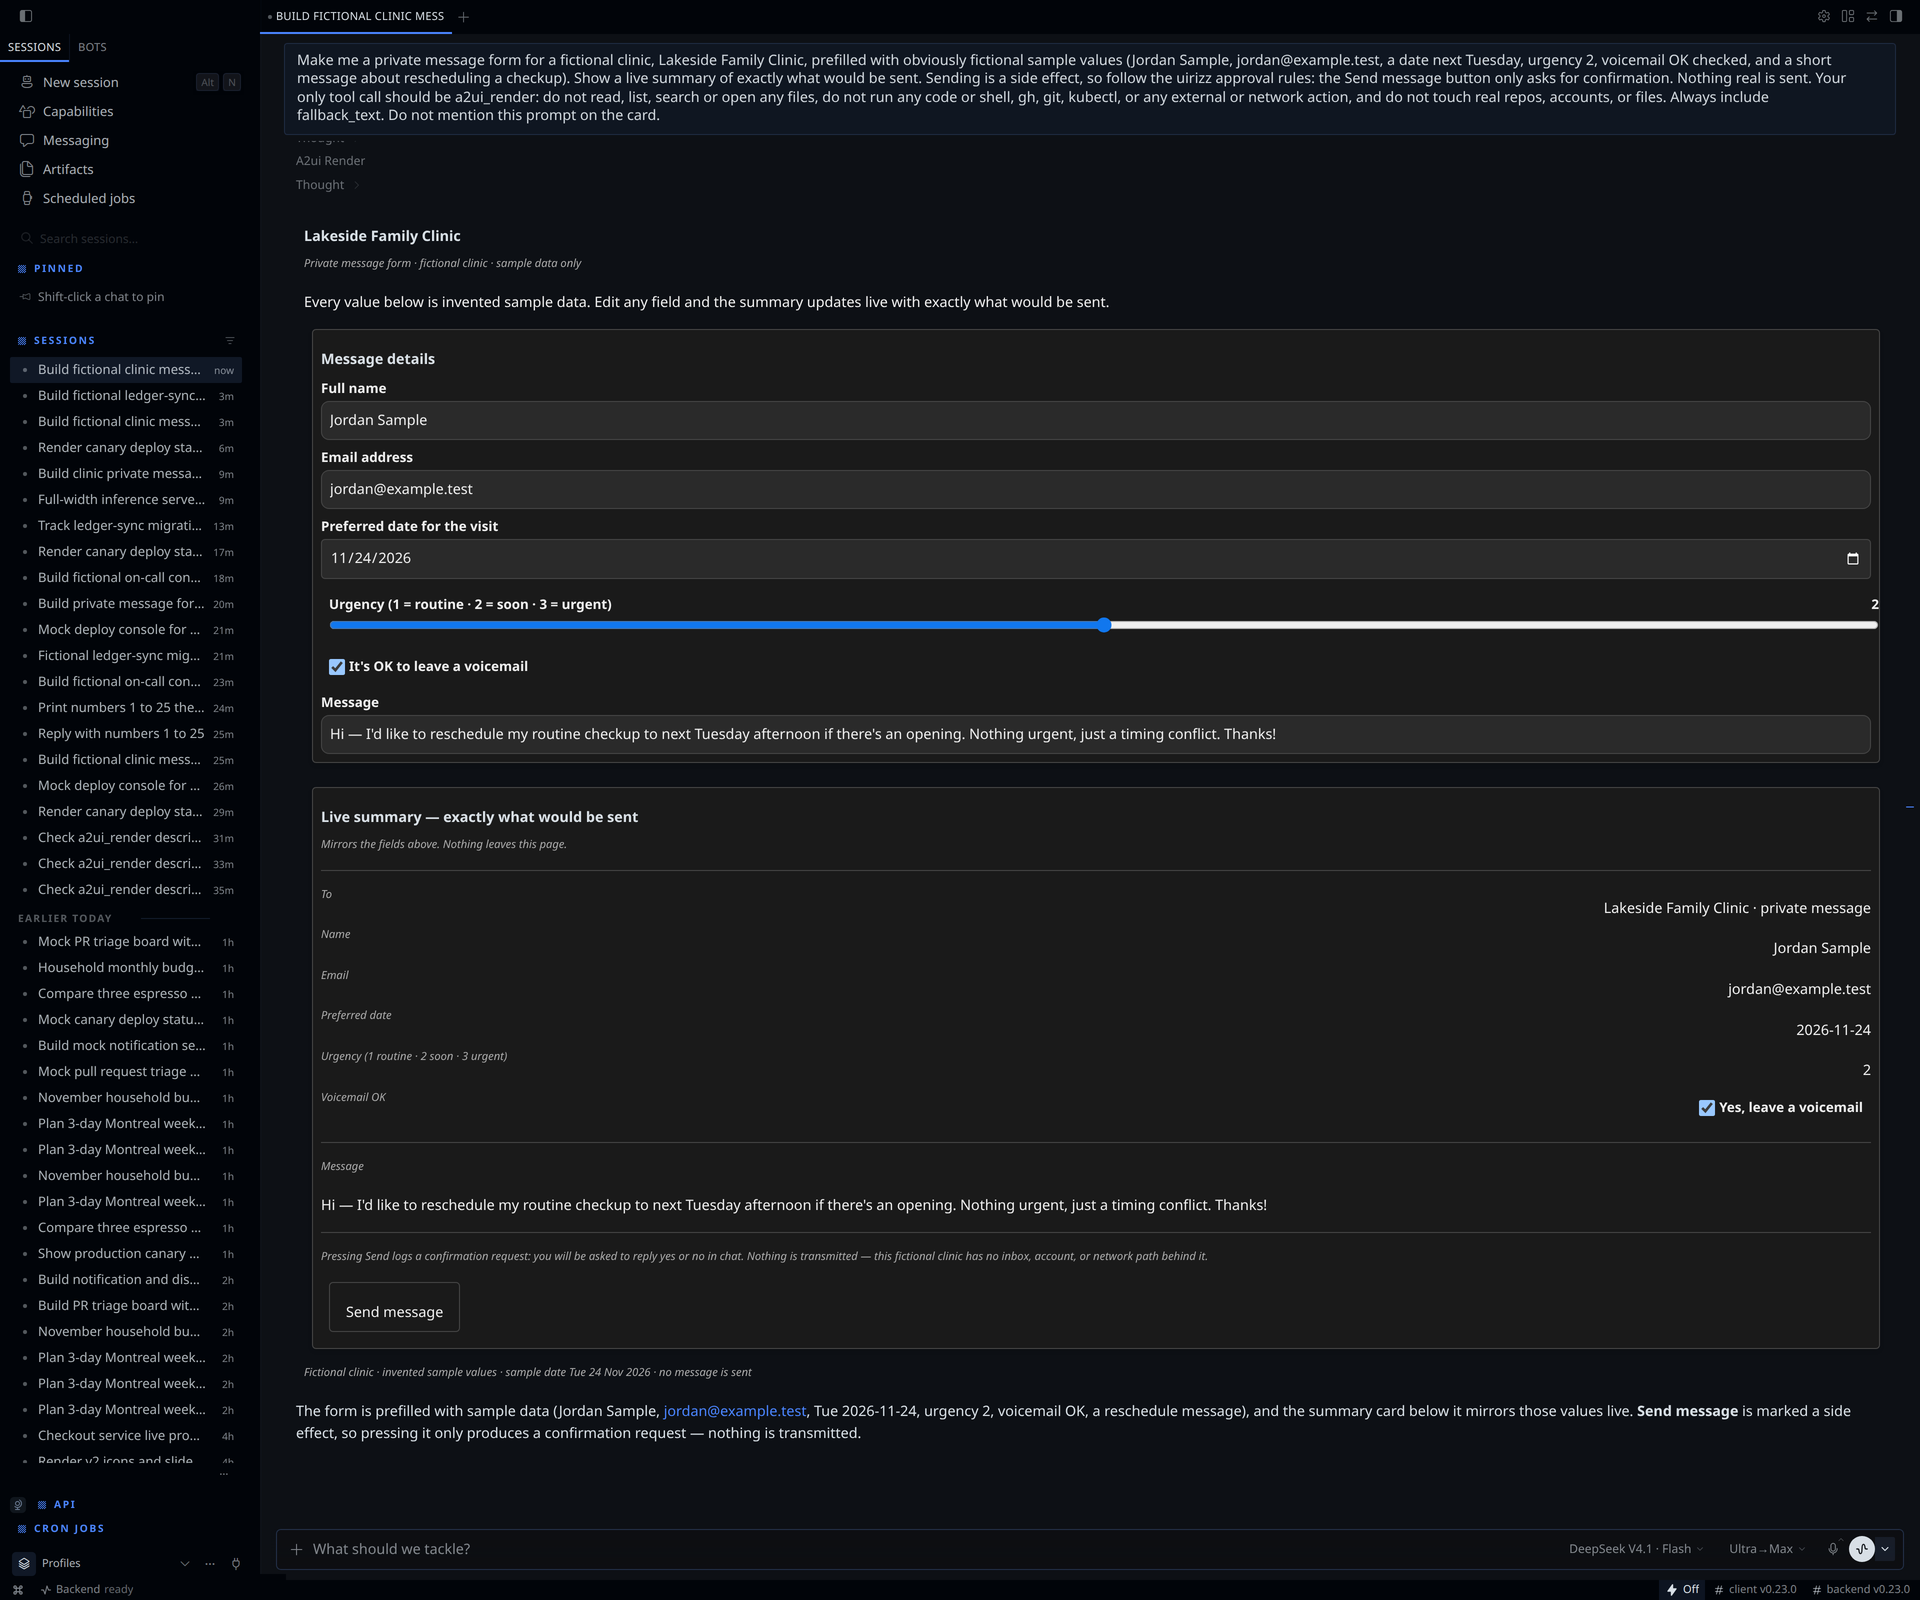 BUILD FICTIONAL CLINIC MESS
SESSIONS
BOTS
New session
Alt
N
Capabilities
Messaging
Artifacts
Scheduled jobs
Search sessions...
PINNED
Shift-click a chat to pin
SESSIONS
Build fictional clinic mess... now
Build fictional ledger-sync... 3m
Build fictional clinic mess... 3m
Render canary deploy sta... 6m
Build clinic private messa... 9m
Full-width inference serve... 9m
Track ledger-sync migrati... 13m
Render canary deploy sta... 17m
Build fictional on-call con... 18m
Build private message for... 20m
Mock deploy console for ... 21m
Fictional ledger-sync mig... 21m
Build fictional on-call con... 23m
Print numbers 1 to 25 the... 24m
Reply with numbers 1 to 25 25m
Build fictional clinic mess... 25m
Mock deploy console for ... 26m
Render canary deploy sta... 29m
Check a2ui_render descri... 31m
Check a2ui_render descri... 33m
Check a2ui_render descri... 35m
EARLIER TODAY
Mock PR triage board wit... 1h
Household monthly budg... 1h
Compare three espresso ... 1h
Mock canary deploy statu... 1h
Build mock notification se... 1h
Mock pull request triage ... 1h
November household bu... 1h
Plan 3-day Montreal week... 1h
Plan 3-day Montreal week... 1h
November household bu... 1h
Plan 3-day Montreal week... 1h
Compare three espresso ... 1h
Show production canary ... 1h
Build notification and dis... 2h
Build PR triage board wit... 2h
November household bu... 2h
Plan 3-day Montreal week... 2h
Plan 3-day Montreal week... 2h
Plan 3-day Montreal week... 2h
Checkout service live pro... 4h
Render v2 icons and slide 4h
...
API
CRON JOBS
Profiles
Backend ready
Make me a private message form for a fictional clinic, Lakeside Family Clinic, prefilled with obviously fictional sample values (Jordan Sample, jordan@example.test, a date next Tuesday, urgency 2, voicemail OK checked, and a short
message about rescheduling a checkup). Show a live summary of exactly what would be sent. Sending is a side effect, so follow the uirizz approval rules: the Send message button only asks for confirmation. Nothing real is sent. Your
only tool call should be a2ui_render: do not read, list, search or open any files, do not run any code or shell, gh, git, kubectl, or any external or network action, and do not touch real repos, accounts, or files. Always include
fallback_text. Do not mention this prompt on the card.
Thought
A2ui Render
Thought
Lakeside Family Clinic
Private message form · fictional clinic · sample data only
Every value below is invented sample data. Edit any field and the summary updates live with exactly what would be sent.
Message details
Full name
Jordan Sample
Email address
jordan@example.test
Preferred date for the visit
11/24/2026
Urgency (1 = routine · 2 = soon · 3 = urgent) 2
It's OK to leave a voicemail
Message
Hi — I'd like to reschedule my routine checkup to next Tuesday afternoon if there's an opening. Nothing urgent, just a timing conflict. Thanks!
Live summary — exactly what would be sent
Mirrors the fields above. Nothing leaves this page.
To
Lakeside Family Clinic · private message
Name
Jordan Sample
Email
jordan@example.test
Preferred date
2026-11-24
Urgency (1 routine · 2 soon · 3 urgent)
2
Voicemail OK
Yes, leave a voicemail
Message
Hi — I'd like to reschedule my routine checkup to next Tuesday afternoon if there's an opening. Nothing urgent, just a timing conflict. Thanks!
Pressing Send logs a confirmation request: you will be asked to reply yes or no in chat. Nothing is transmitted — this fictional clinic has no inbox, account, or network path behind it.
Send message
Fictional clinic · invented sample values · sample date Tue 24 Nov 2026 · no message is sent
The form is prefilled with sample data (Jordan Sample, jordan@example.test, Tue 2026-11-24, urgency 2, voicemail OK, a reschedule message), and the summary card below it mirrors those values live. Send message is marked a side
effect, so pressing it only produces a confirmation request — nothing is transmitted.
What should we tackle?
DeepSeek V4.1 · Flash
Ultra→Max
Off
client v0.23.0
backend v0.23.0